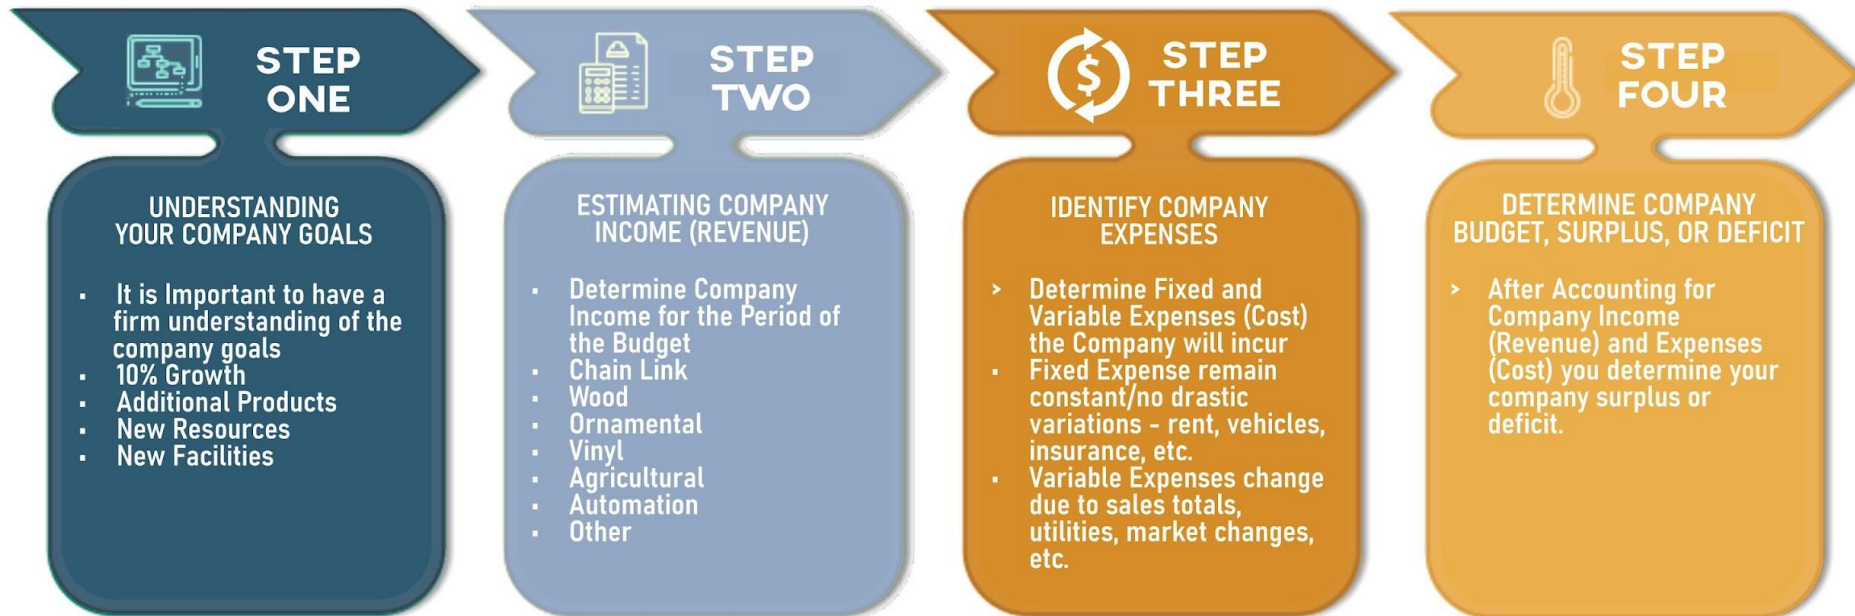 STEP
ONE
UNDERSTANDING
YOUR COMPANY GOALS
▪ It is Important to have a
firm understanding of the
company goals
▪ 10% Growth
▪ Additional Products
▪ New Resources
▪ New Facilities
STEP
TWO
ESTIMATING COMPANY
INCOME (REVENUE)
▪ Determine Company
Income for the Period of
the Budget
▪ Chain Link
▪ Wood
▪ Ornamental
▪ Vinyl
▪ Agricultural
▪ Automation
▪ Other
$
STEP
THREE
IDENTIFY COMPANY
EXPENSES
> Determine Fixed and
Variable Expenses (Cost)
the Company will incur
▪ Fixed Expense remain
constant/no drastic
variations - rent, vehicles,
insurance, etc.
▪ Variable Expenses change
due to sales totals,
utilities, market changes,
etc.
STEP
FOUR
DETERMINE COMPANY
BUDGET, SURPLUS, OR DEFICIT
> After Accounting for
Company Income
(Revenue) and Expenses
(Cost) you determine your
company surplus or
deficit.